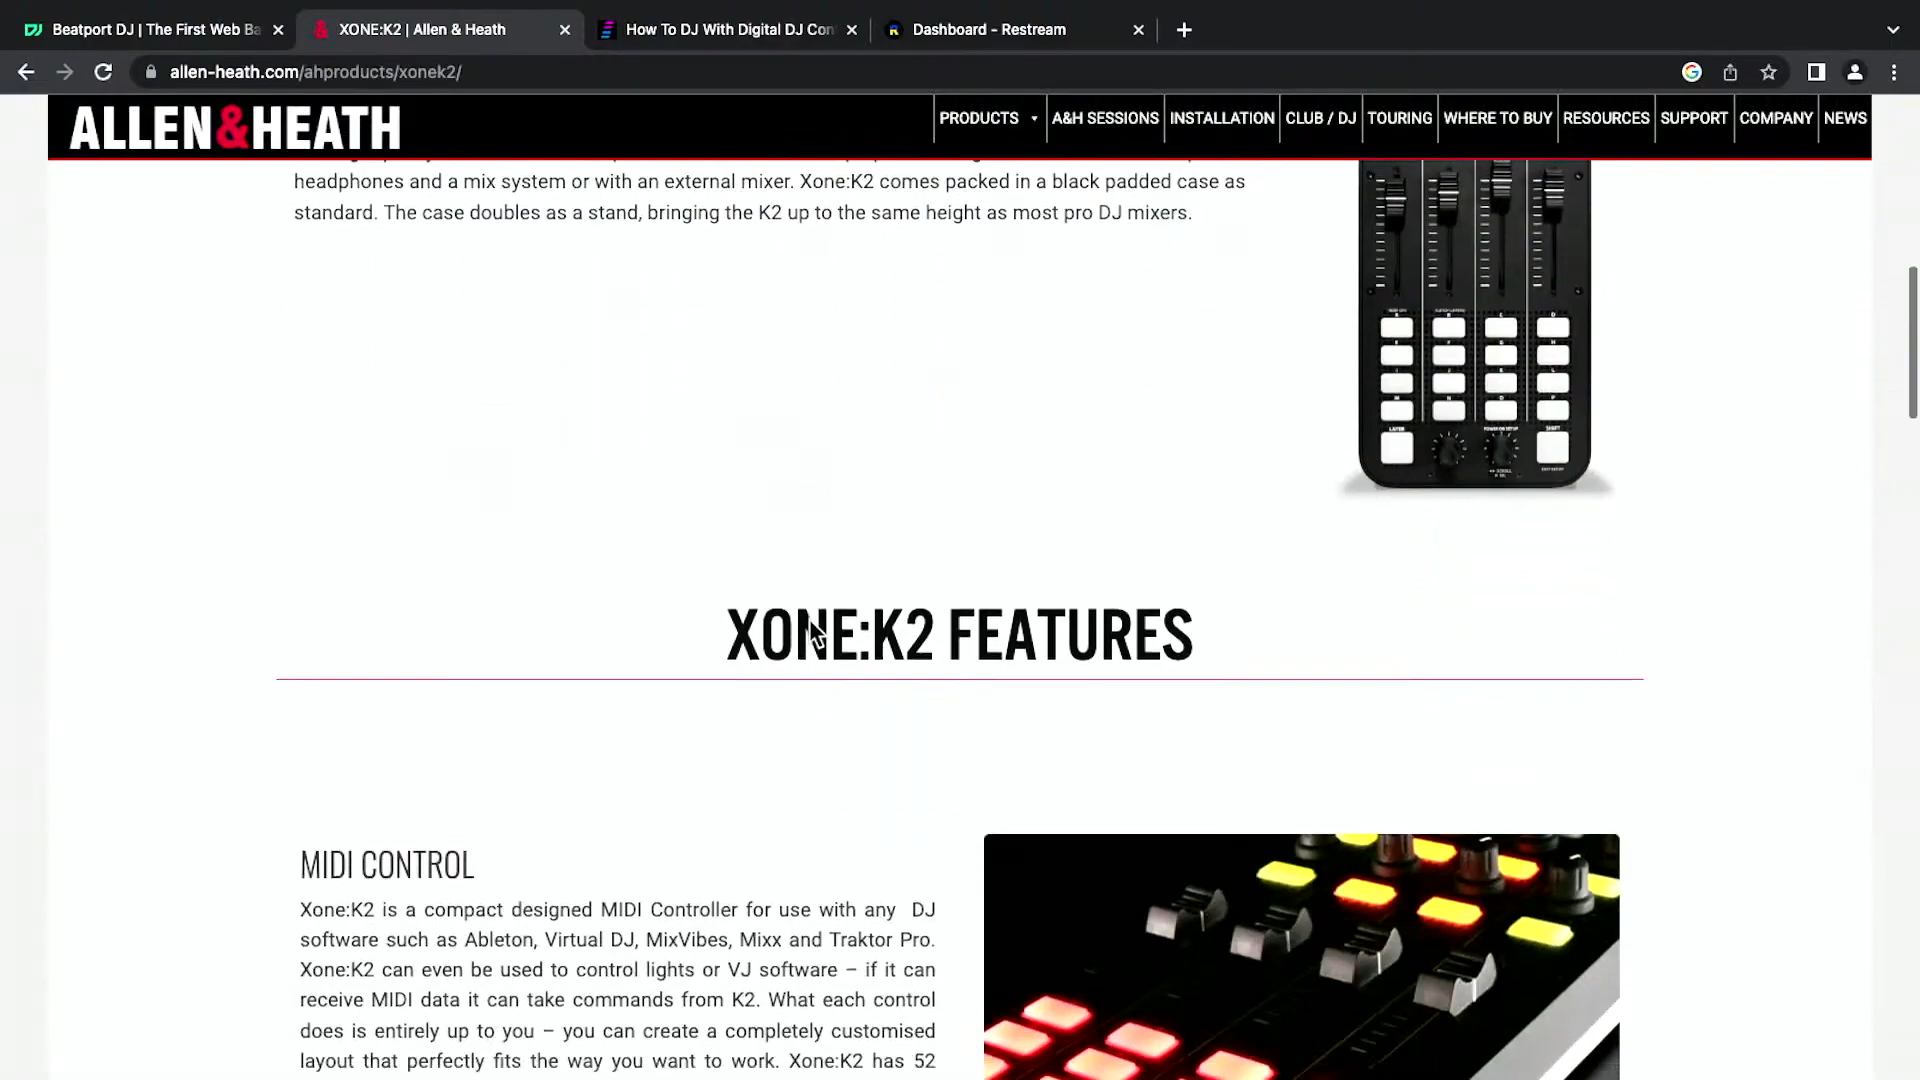 Beatport DJ | The First Web Ba
XONE:K2 | Allen & Heath
How To DJ With Digital DJ Con
Dashboard - Restream
allen-heath.com/ahproducts/xonek2/
ALLEN&HEATH
PRODUCTS
A&H SESSIONS
INSTALLATION
CLUB / DJ
TOURING
WHERE TO BUY
RESOURCES
SUPPORT
COMPANY
NEWS
headphones and a mix system or with an external mixer. Xone:K2 comes packed in a black padded case as
standard. The case doubles as a stand, bringing the K2 up to the same height as most pro DJ mixers.
XONE:K2 FEATURES
MIDI CONTROL
Xone:K2 is a compact designed MIDI Controller for use with any DJ
software such as Ableton, Virtual DJ, MixVibes, Mixx and Traktor Pro.
Xone:K2 can even be used to control lights or VJ software – if it can
receive MIDI data it can take commands from K2. What each control
does is entirely up to you – you can create a completely customised
layout that perfectly fits the way you want to work. Xone:K2 has 52